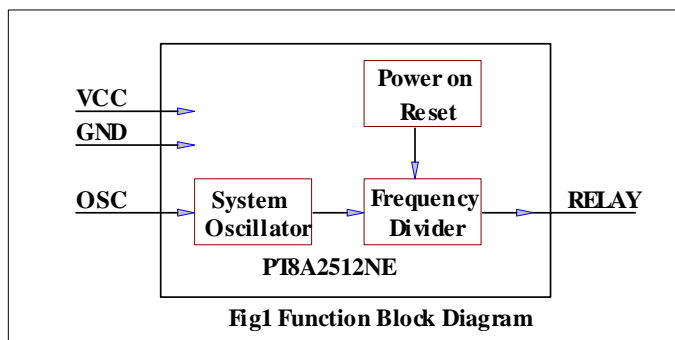 VCC
GND
OSC
Power on
Reset
System
Oscillator
Frequency
Divider
RELAY
PT8A2512NE
Fig1 Function Block Diagram